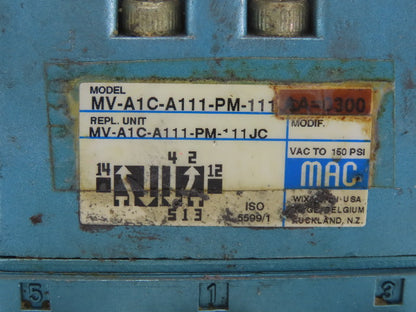 MODEL
MV-A1C-A111-PM-111
REPL. UNIT
MV-A1C-A111-PM-111JC
MODIF.
VAC TO 150 PSI
4 2
14 12
5 1 3
MAC
ISO
5599/1
USA
BELGIUM
AUCKLAND, N.Z.
5 1 3